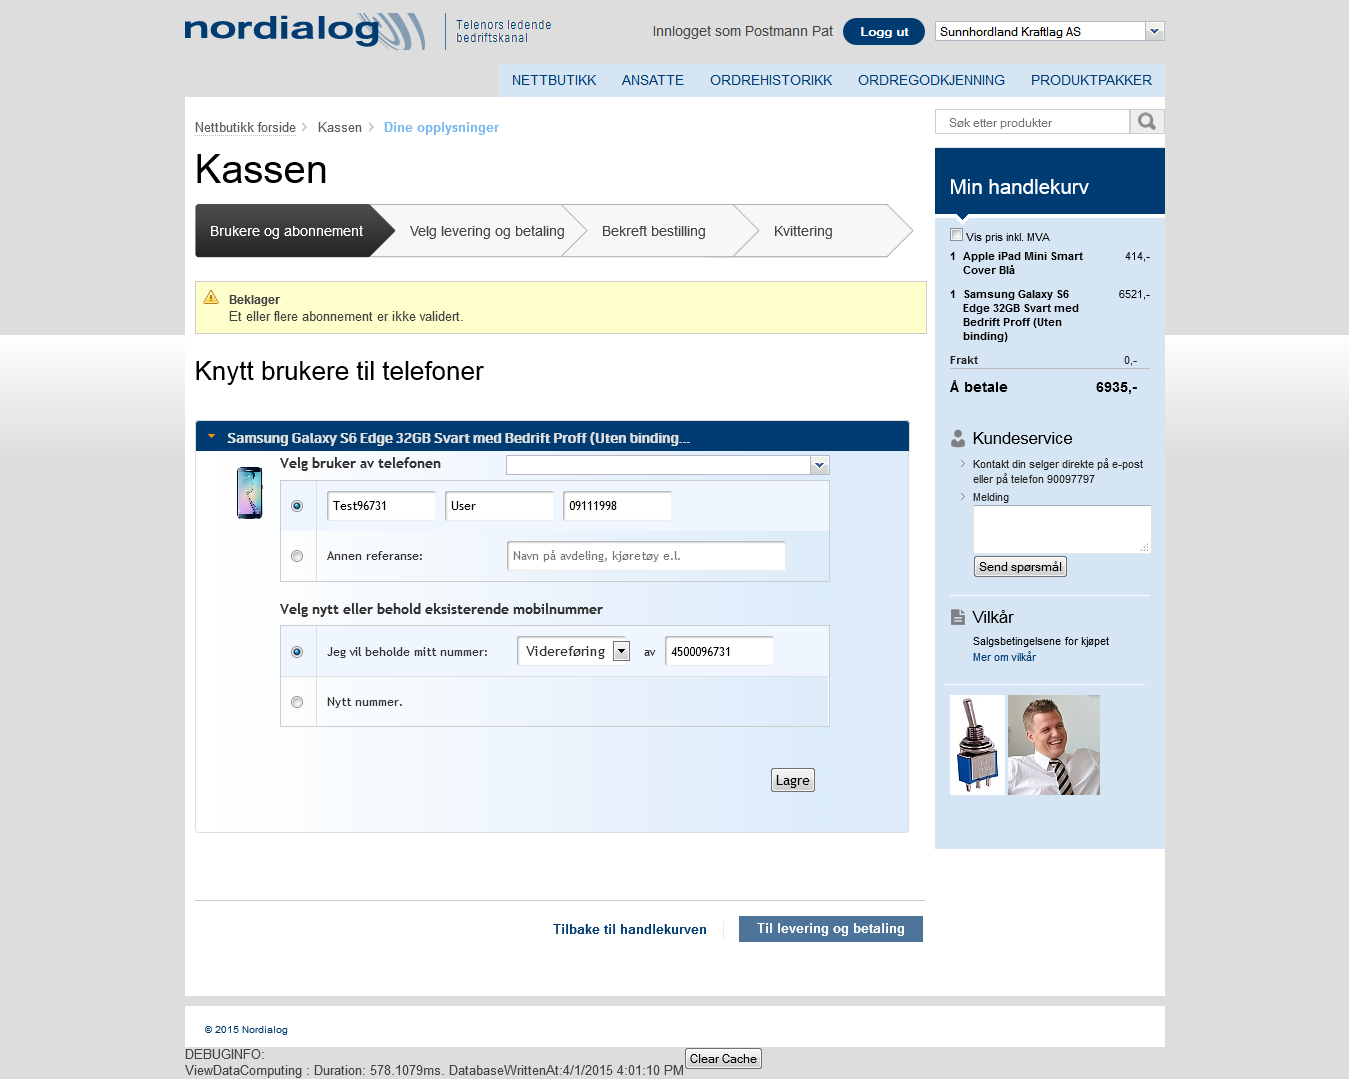 nordialog
Telenors ledende
bedriftskanal
Innlogget som Postmann Pat
Logg ut
Sunnhordland Kraftlag AS
NETTBUTIKK
ANSATTE
ORDREHISTORIKK
ORDREGODKJENNING
PRODUKTPAKKER
Nettbutikk forside
Kassen
Dine opplysninger
Søk etter produkter
Kassen
Brukere og abonnement
Velg levering og betaling
Bekreft bestilling
Kvittering
Beklager
Et eller flere abonnement er ikke validert.
Knytt brukere til telefoner
Samsung Galaxy S6 Edge 32GB Svart med Bedrift Proff (Uten binding...
Velg bruker av telefonen
Test96731
User
09111998
Annen referanse:
Navn på avdeling, kjøretøy e.l.
Velg nytt eller behold eksisterende mobilnummer
Jeg vil beholde mitt nummer:
Videreføring
av
4500096731
Nytt nummer.
Lagre
Tilbake til handlekurven
Til levering og betaling
Min handlekurv
Vis pris inkl. MVA
1 Apple iPad Mini Smart 414,-
Cover Blå
1 Samsung Galaxy S6 6521,-
Edge 32GB Svart med
Bedrift Proff (Uten
binding)
Frakt 0,-
Å betale 6935,-
Kundeservice
Kontakt din selger direkte på e-post
eller på telefon 90097797
Melding
Send spørsmål
Vilkår
Salgsbetingelsene for kjøpet
Mer om vilkår
© 2015 Nordialog
DEBUGINFO:
ViewDataComputing : Duration: 578.1079ms. DatabaseWrittenAt:4/1/2015 4:01:10 PM
Clear Cache